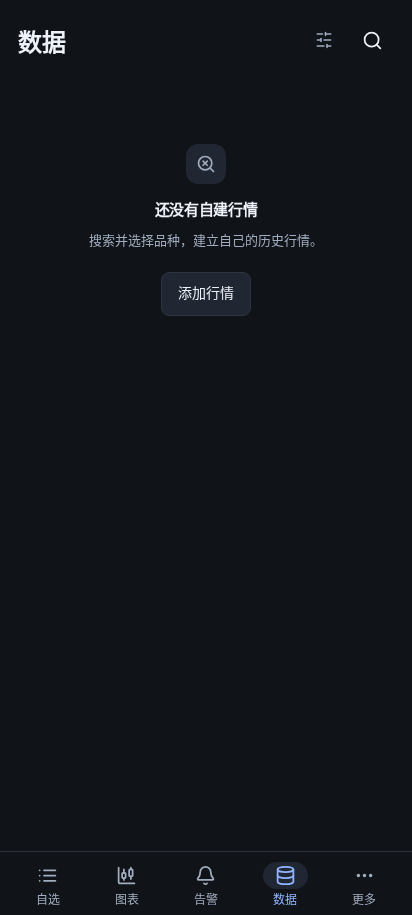 数据
还没有自建行情
搜索并选择品种，建立自己的历史行情。
添加行情
自选
图表
告警
数据
更多